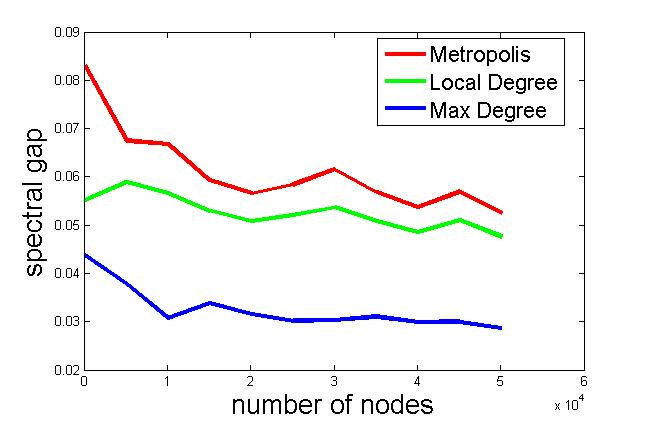 0.09
0.08
0.07
0.06
0.05
0.04
0.03
0.02
spectral gap
Metropolis
Local Degree
Max Degree
0 1 2 3 4 5 6
x 10^4
number of nodes